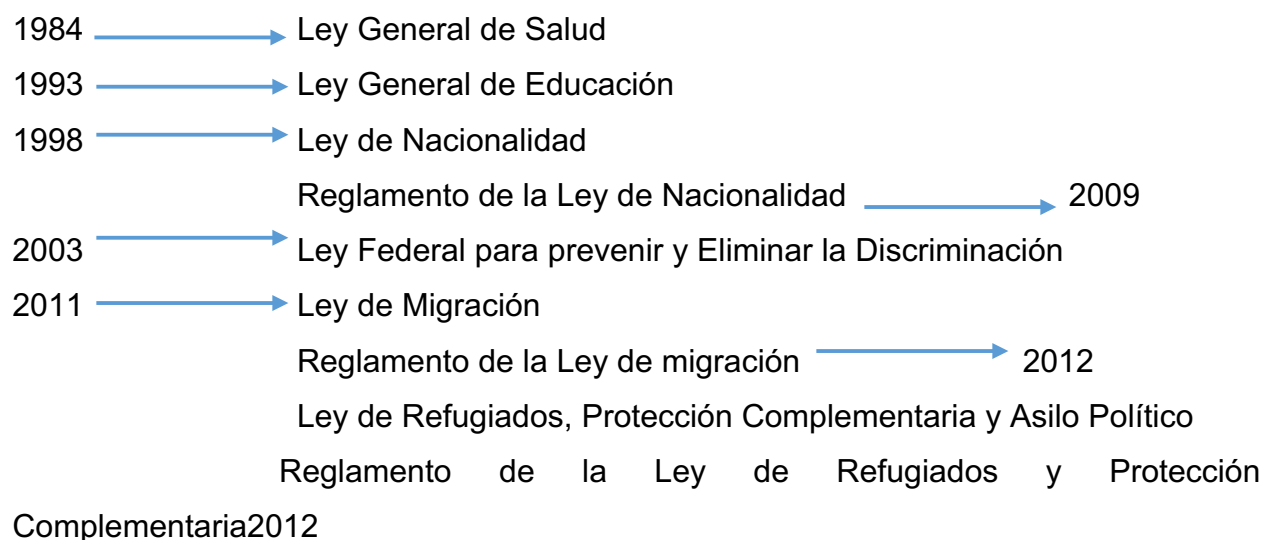 1984 Ley General de Salud
1993 Ley General de Educación
1998 Ley de Nacionalidad
Reglamento de la Ley de Nacionalidad 2009
2003 Ley Federal para prevenir y Eliminar la Discriminación
2011 Ley de Migración
Reglamento de la Ley de migración 2012
Ley de Refugiados, Protección Complementaria y Asilo Político
Reglamento de la Ley de Refugiados y Protección
Complementaria2012